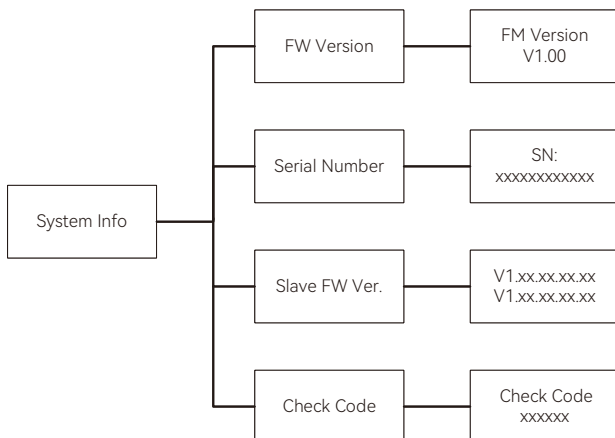 FW Version
FM Version
V1.00
Serial Number
SN:
xxxxxxxxxxxx
System Info
Slave FW Ver.
V1.xx.xx.xx.xx
V1.xx.xx.xx.xx
Check Code
Check Code
xxxxxx